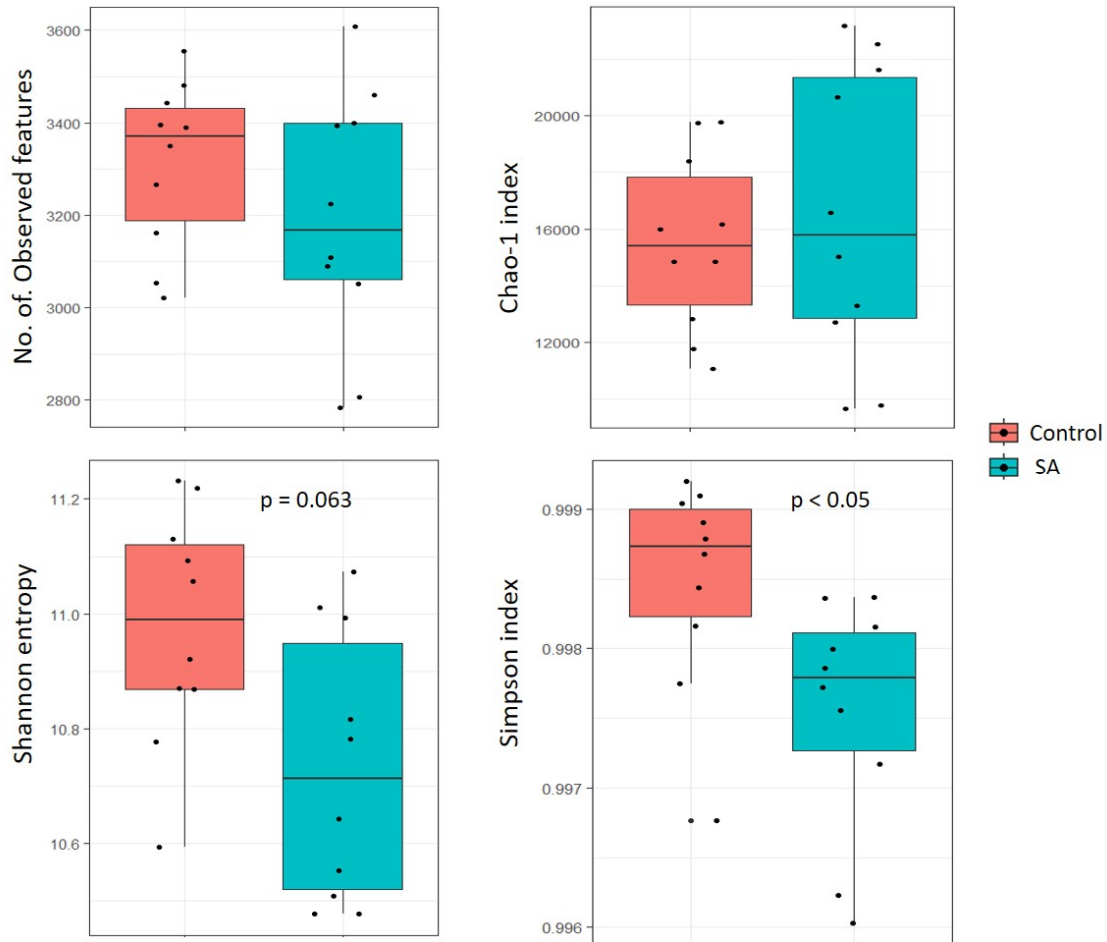 No. of. Observed features
3600
3400
3200
3000
2800
Chao-1 index
20000
16000
12000
Control
SA
Shannon entropy
11.2
11.0
10.8
10.6
p = 0.063
Simpson index
0.999
0.998
0.997
0.996
p < 0.05